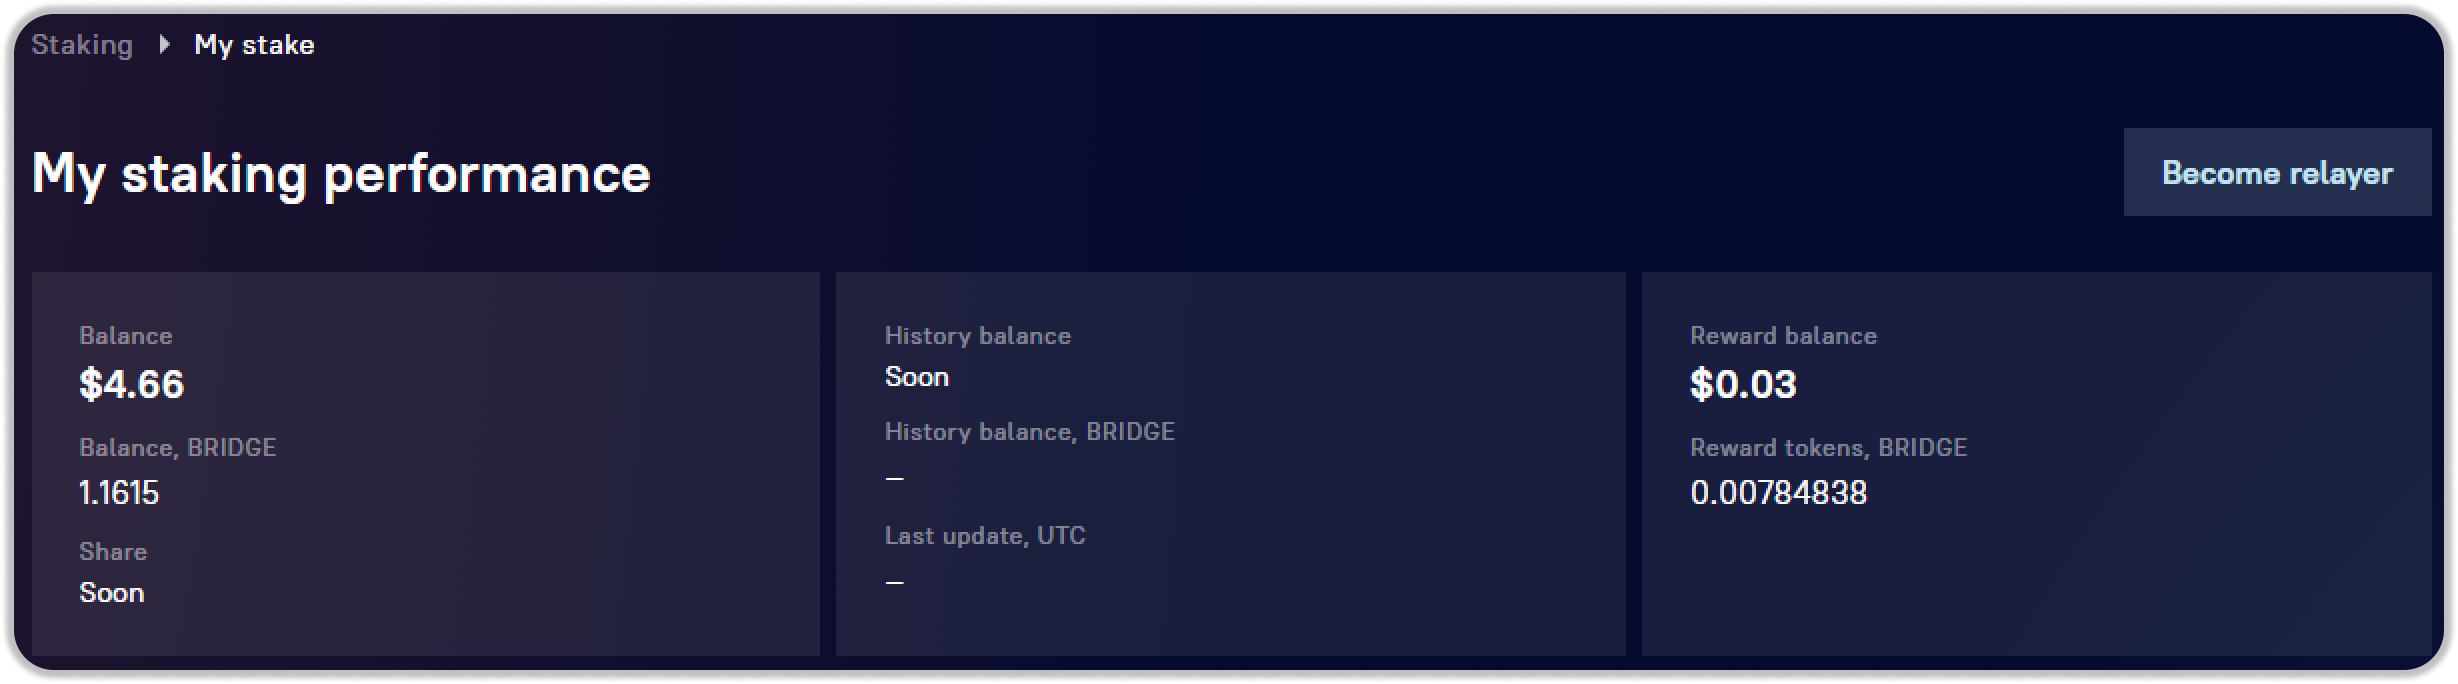 Staking My stake
My staking performance
Become relayer
Balance
$4.66
Balance, BRIDGE
1.1615
Share
Soon
History balance
Soon
History balance, BRIDGE
—
Last update, UTC
—
Reward balance
$0.03
Reward tokens, BRIDGE
0.00784838